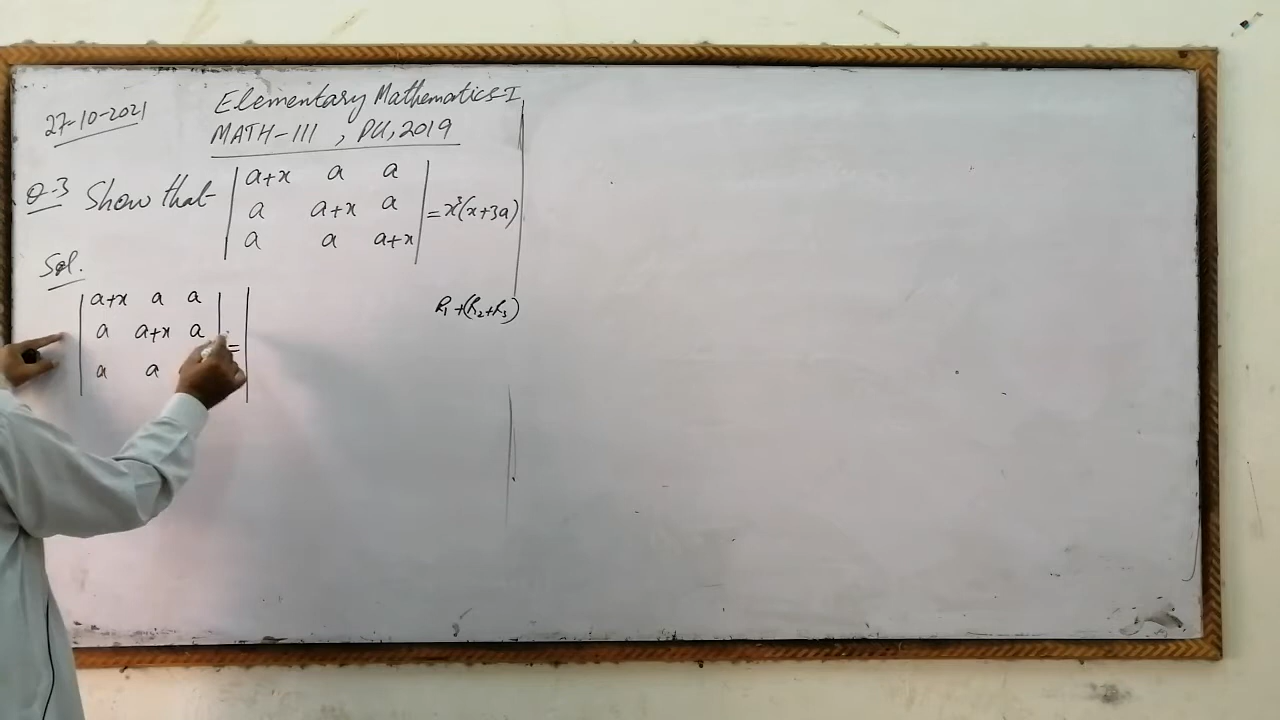 27-10-2021
Elementary Mathematics-I
MATH-111 , PU, 2019
Q-3 Show that | a+x a a |
| a a+x a | = x²(x+3a)
| a a a+x |
Sol.
| a+x a a | |
| a a+x a | = | R₁+(R₂+R₃)
| a a